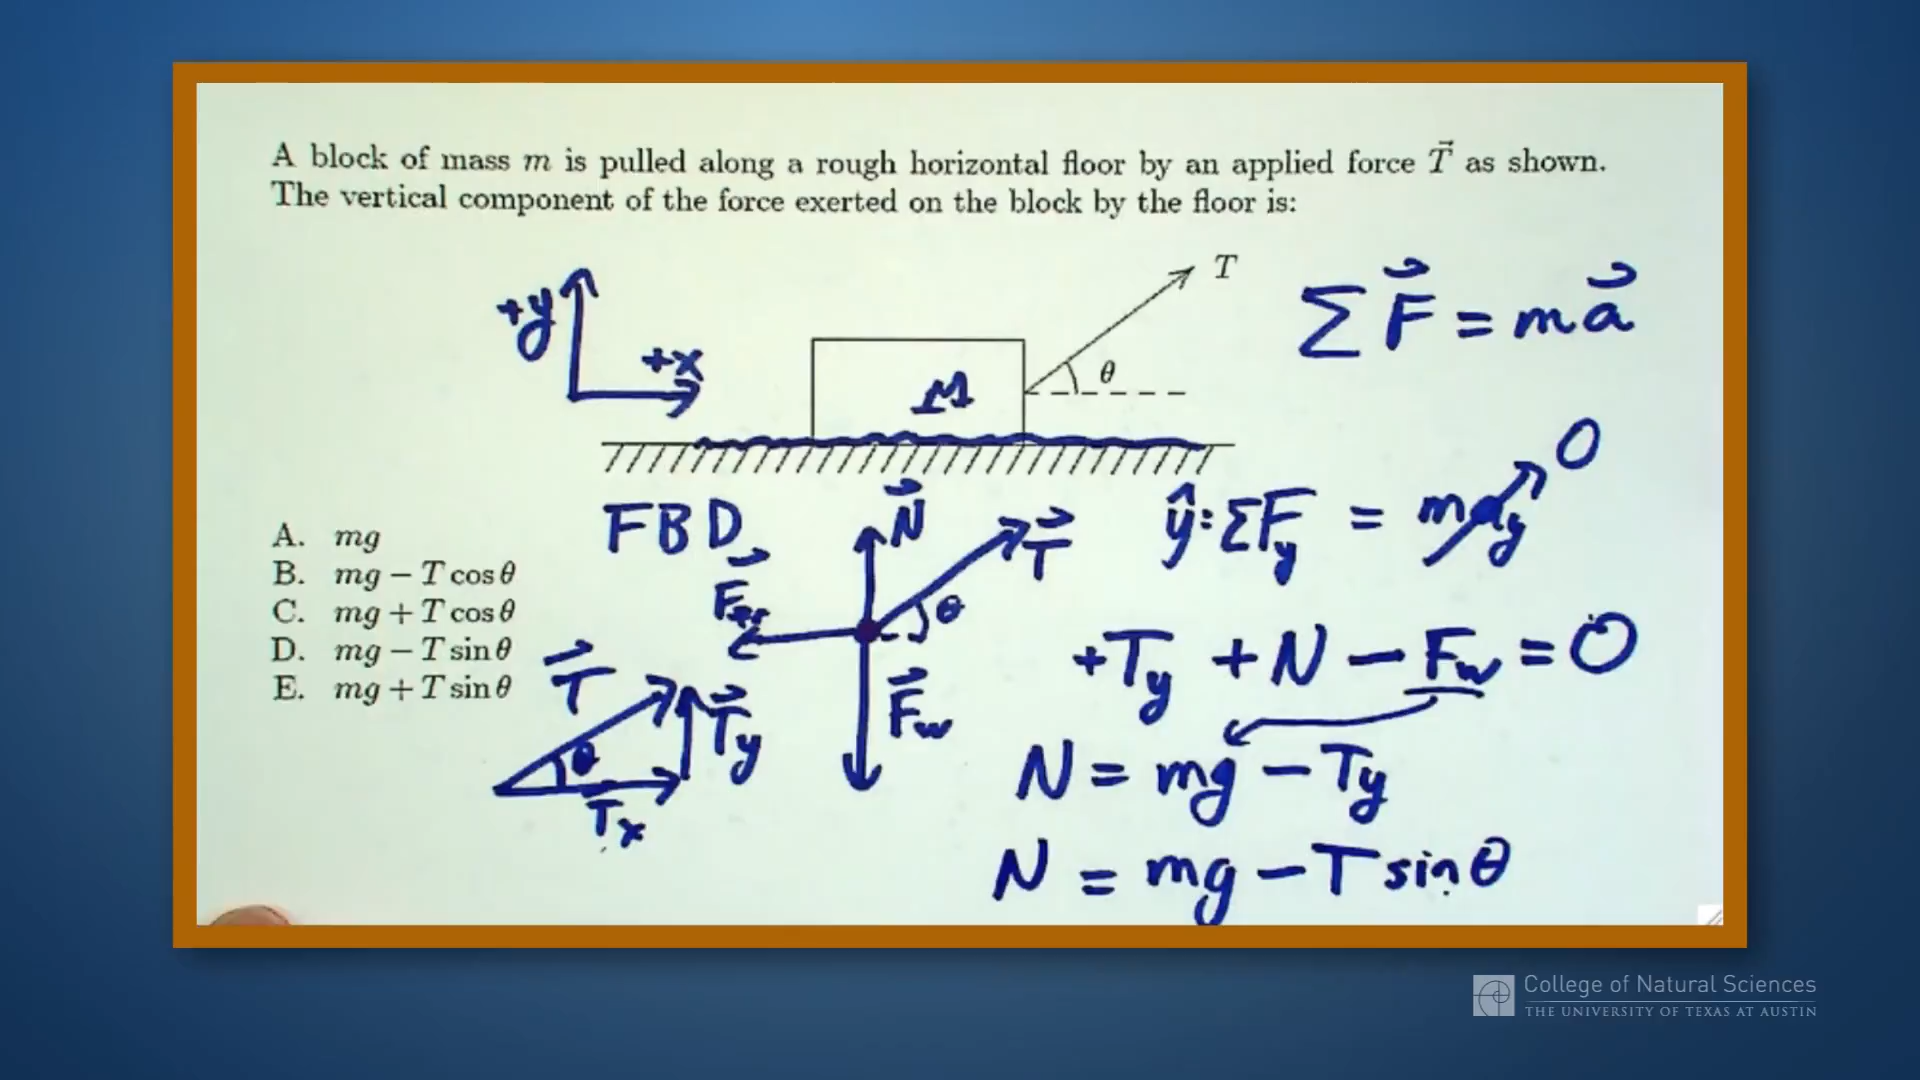 A block of mass m is pulled along a rough horizontal floor by an applied force T⃗ as shown.
The vertical component of the force exerted on the block by the floor is:
T
+y
+x
M
θ
ΣF⃗ = ma⃗
A. mg
B. mg − T cos θ
C. mg + T cos θ
D. mg − T sin θ
E. mg + T sin θ
FBD
N⃗
T⃗
θ
F⃗fr
F⃗w
T⃗
θ
T⃗y
Tx
ŷ: ΣFy = may 0
+Ty + N − Fw = 0
N = mg − Ty
N = mg − T sin θ
College of Natural Sciences
THE UNIVERSITY OF TEXAS AT AUSTIN